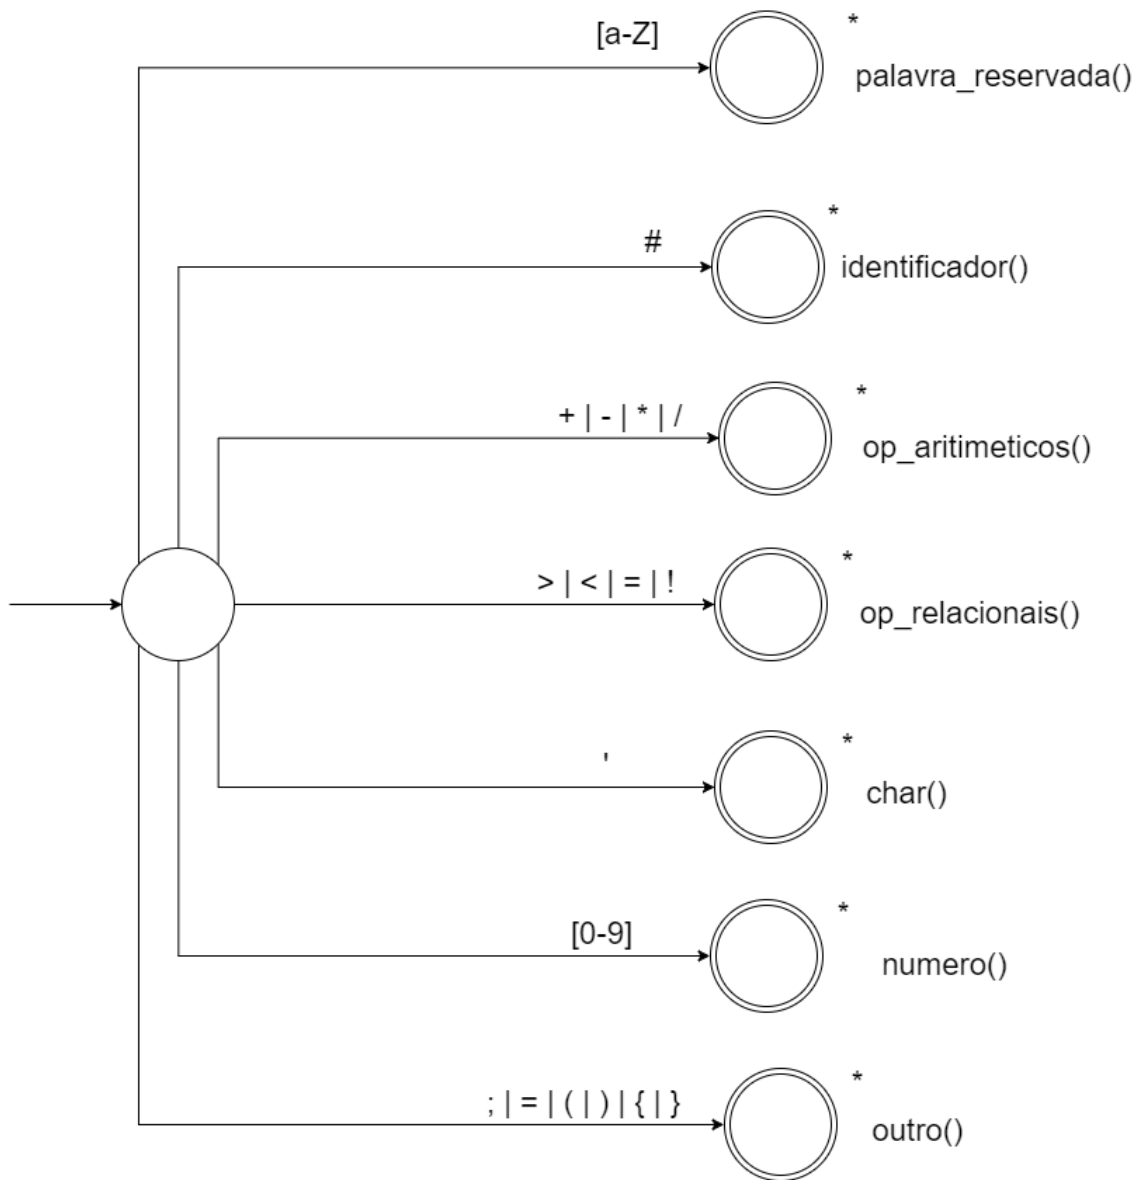 [a-Z]
*
palavra_reservada()
#
*
identificador()
+ | - | * | /
*
op_aritimeticos()
> | < | = | !
*
op_relacionais()
'
*
char()
[0-9]
*
numero()
; | = | ( | ) | { | }
*
outro()